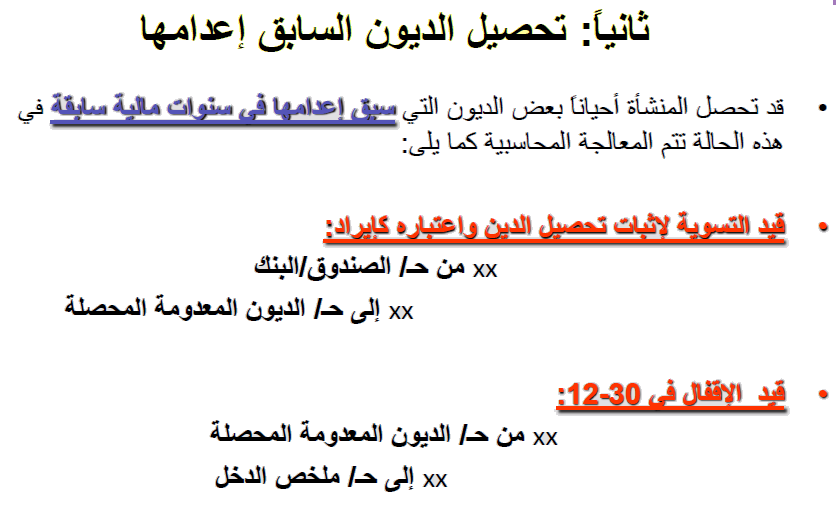 ثانياً: تحصيل الديون السابق إعدامها
• قد تحصل المنشأة أحياناً بعض الديون التي سبق إعدامها في سنوات مالية سابقة في
هذه الحالة تتم المعالجة المحاسبية كما يلى:
• قيد التسوية لإثبات تحصيل الدين واعتباره كإيراد:
xx من حـ/ الصندوق/البنك
xx إلى حـ/ الديون المعدومة المحصلة
• قيد الإقفال في 30-12:
xx من حـ/ الديون المعدومة المحصلة
xx إلى حـ/ ملخص الدخل